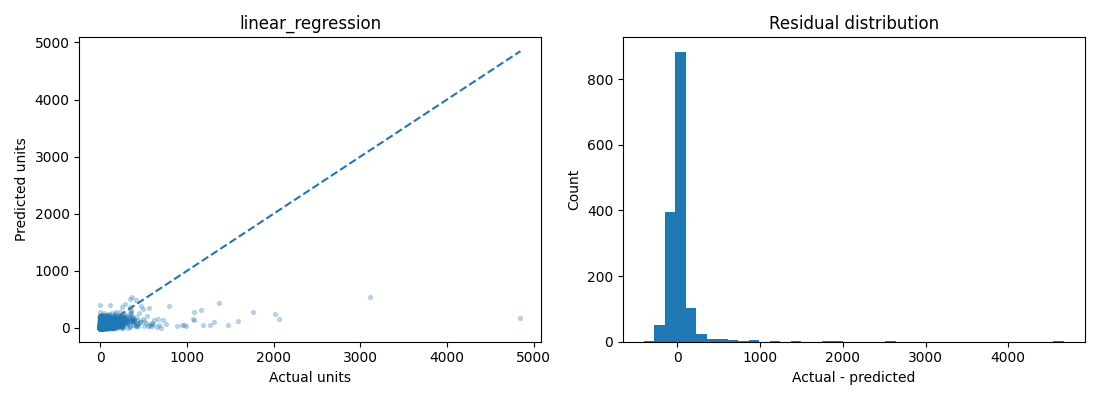 linear_regression
5000
4000
3000
2000
1000
0
Predicted units
0 1000 2000 3000 4000 5000
Actual units
Residual distribution
800
600
400
200
0
Count
0 1000 2000 3000 4000
Actual - predicted